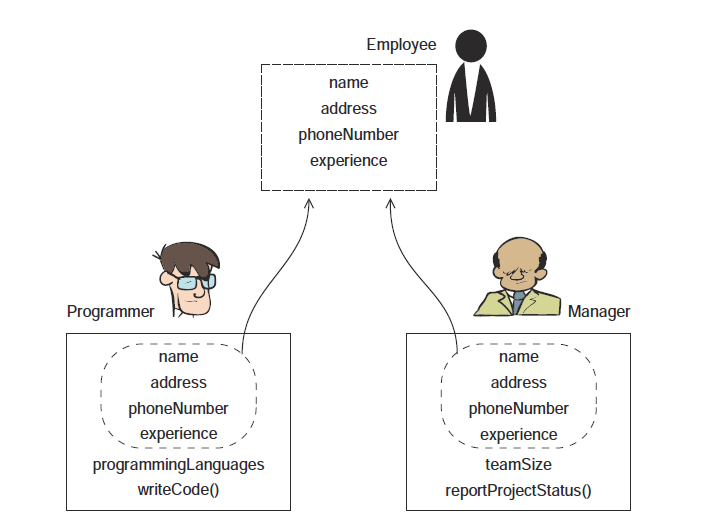 Employee
name
address
phoneNumber
experience
Programmer
name
address
phoneNumber
experience
programmingLanguages
writeCode()
Manager
name
address
phoneNumber
experience
teamSize
reportProjectStatus()